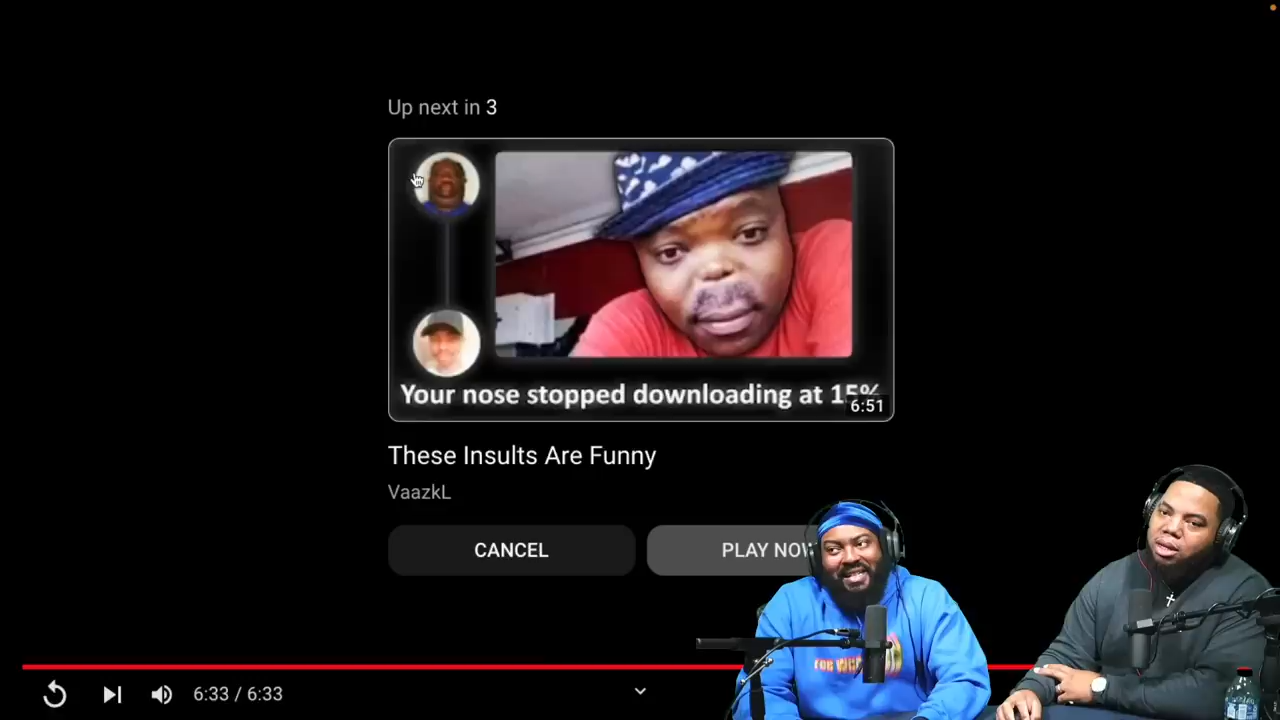 Up next in 3
Your nose stopped downloading at 15%
6:51
These Insults Are Funny
VaazkL
CANCEL
PLAY NOW
6:33 / 6:33